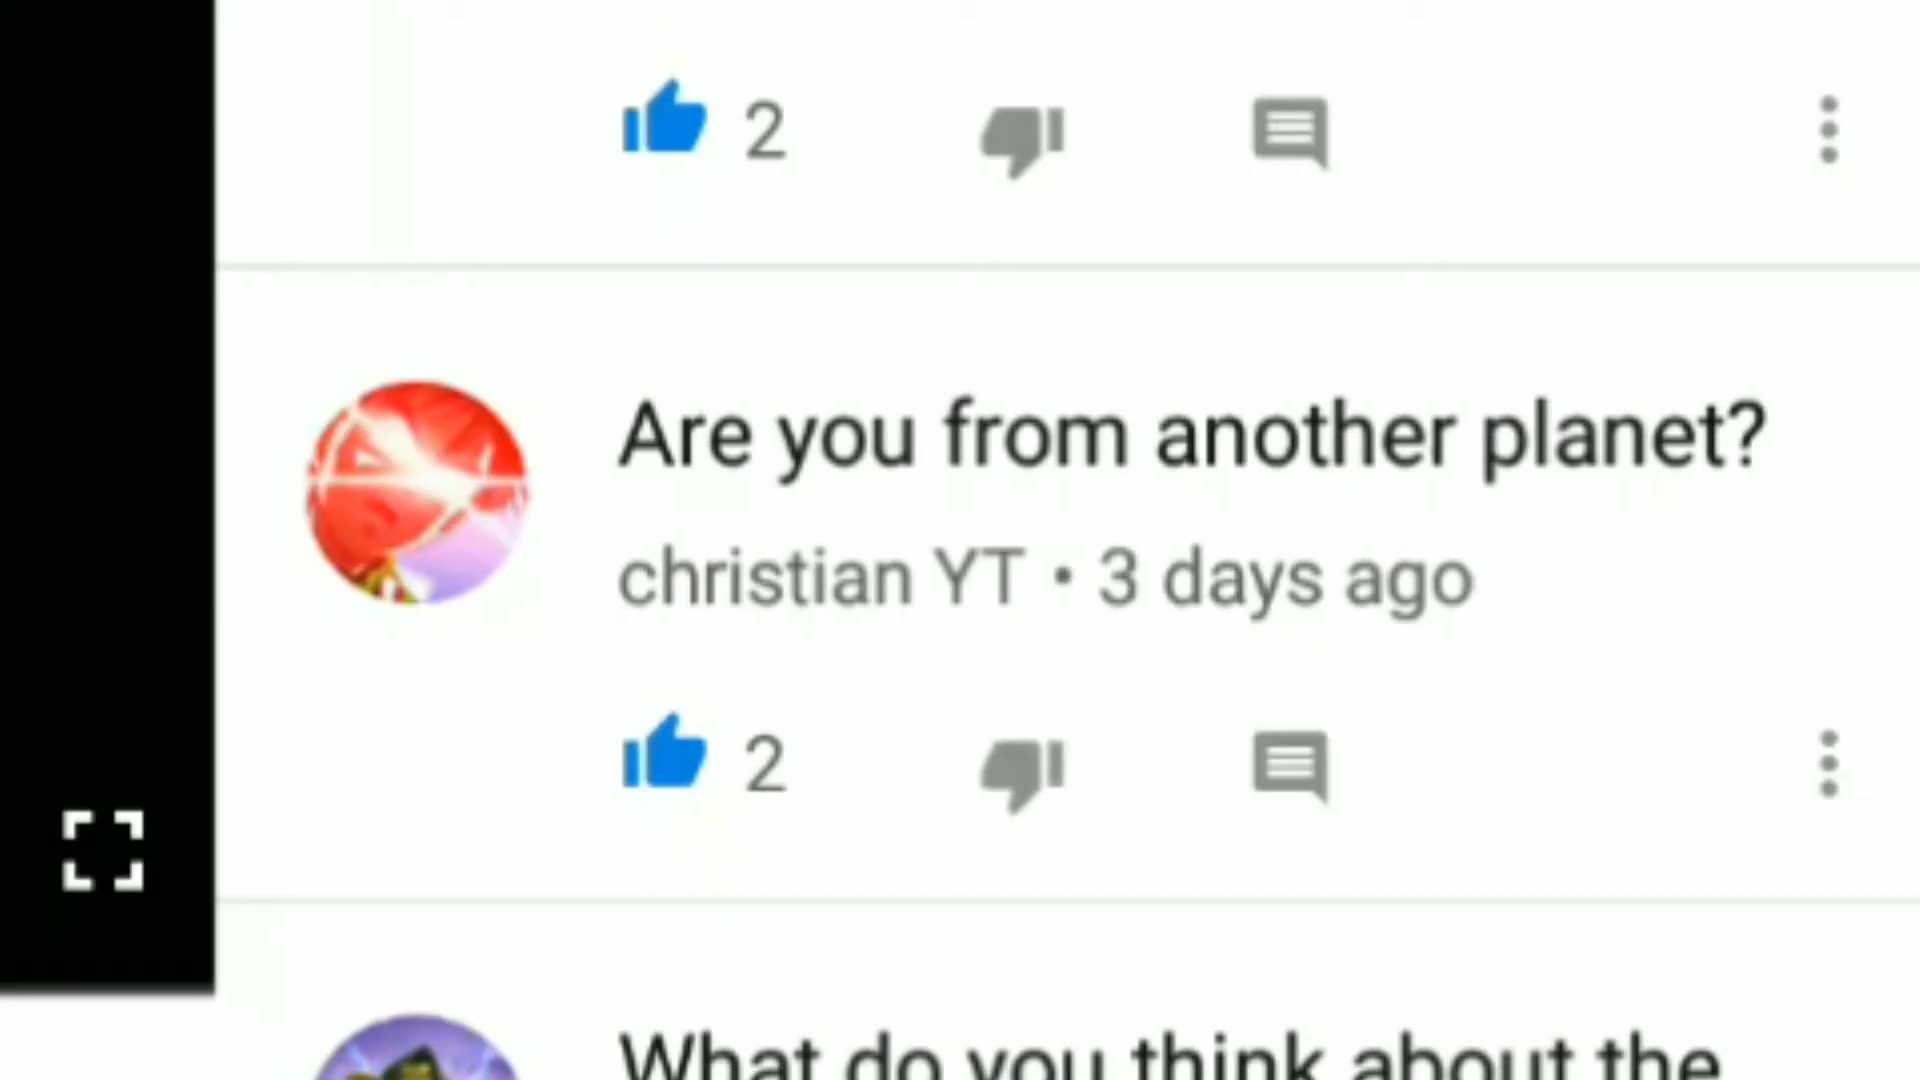 2
Are you from another planet?
christian YT • 3 days ago
2
What do you think about the